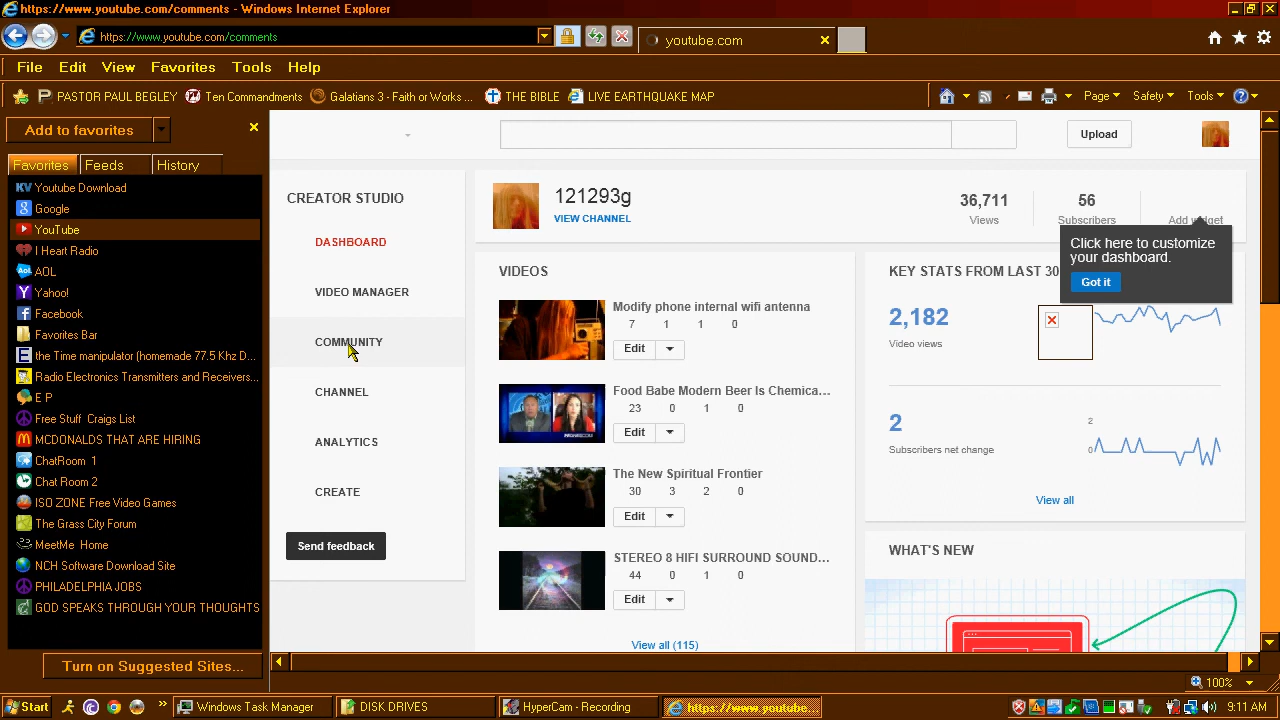 https://www.youtube.com/comments - Windows Internet Explorer
https://www.youtube.com/comments
youtube.com
File Edit View Favorites Tools Help
PASTOR PAUL BEGLEY Ten Commandments Galatians 3 - Faith or Works ... THE BIBLE LIVE EARTHQUAKE MAP
Page Safety Tools
Add to favorites
Favorites Feeds History
Youtube Download
Google
YouTube
I Heart Radio
AOL
Yahoo!
Facebook
Favorites Bar
the Time manipulator (homemade 77.5 Khz D...
Radio Electronics Transmitters and Receivers...
E P
Free Stuff Craigs List
MCDONALDS THAT ARE HIRING
ChatRoom 1
Chat Room 2
ISO ZONE Free Video Games
The Grass City Forum
MeetMe Home
NCH Software Download Site
PHILADELPHIA JOBS
GOD SPEAKS THROUGH YOUR THOUGHTS
Turn on Suggested Sites...
Upload
CREATOR STUDIO
DASHBOARD
VIDEO MANAGER
COMMUNITY
CHANNEL
ANALYTICS
CREATE
Send feedback
121293g
VIEW CHANNEL
36,711
Views
56
Subscribers
Add widget
Click here to customize
your dashboard.
Got it
VIDEOS
Modify phone internal wifi antenna
7 1 1 0
Edit
Food Babe Modern Beer Is Chemica...
23 0 1 0
Edit
The New Spiritual Frontier
30 3 2 0
Edit
STEREO 8 HIFI SURROUND SOUND...
44 0 1 0
Edit
View all (115)
KEY STATS FROM LAST 30
2,182
Video views
2
Subscribers net change
2
0
View all
WHAT'S NEW
100%
Start
Windows Task Manager
DISK DRIVES
HyperCam - Recording
https://www.youtube...
9:11 AM